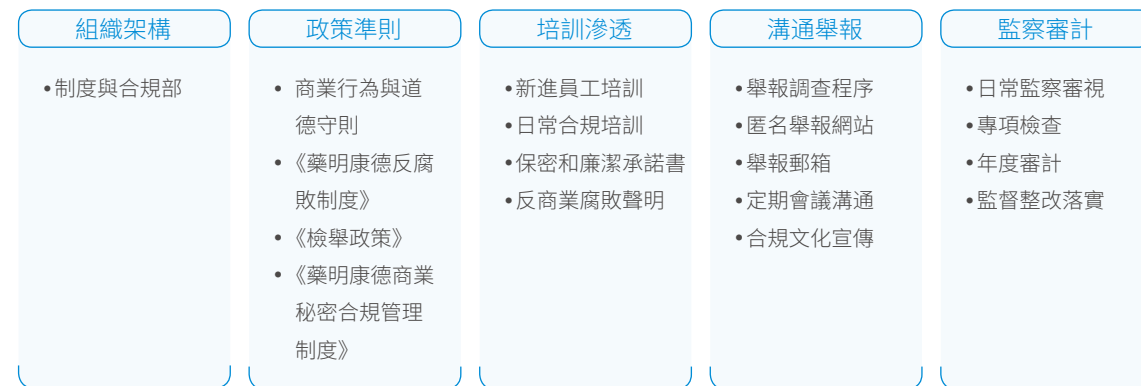 組織架構
•制度與合規部
政策準則
• 商業行為與道
德守則
• 《藥明康德反腐
敗制度》
• 《檢舉政策》
• 《藥明康德商業
秘密合規管理
制度》
培訓滲透
•新進員工培訓
•日常合規培訓
•保密和廉潔承諾書
•反商業腐敗聲明
溝通舉報
•舉報調查程序
•匿名舉報網站
•舉報郵箱
•定期會議溝通
•合規文化宣傳
監察審計
•日常監察審視
•專項檢查
•年度審計
•監督整改落實